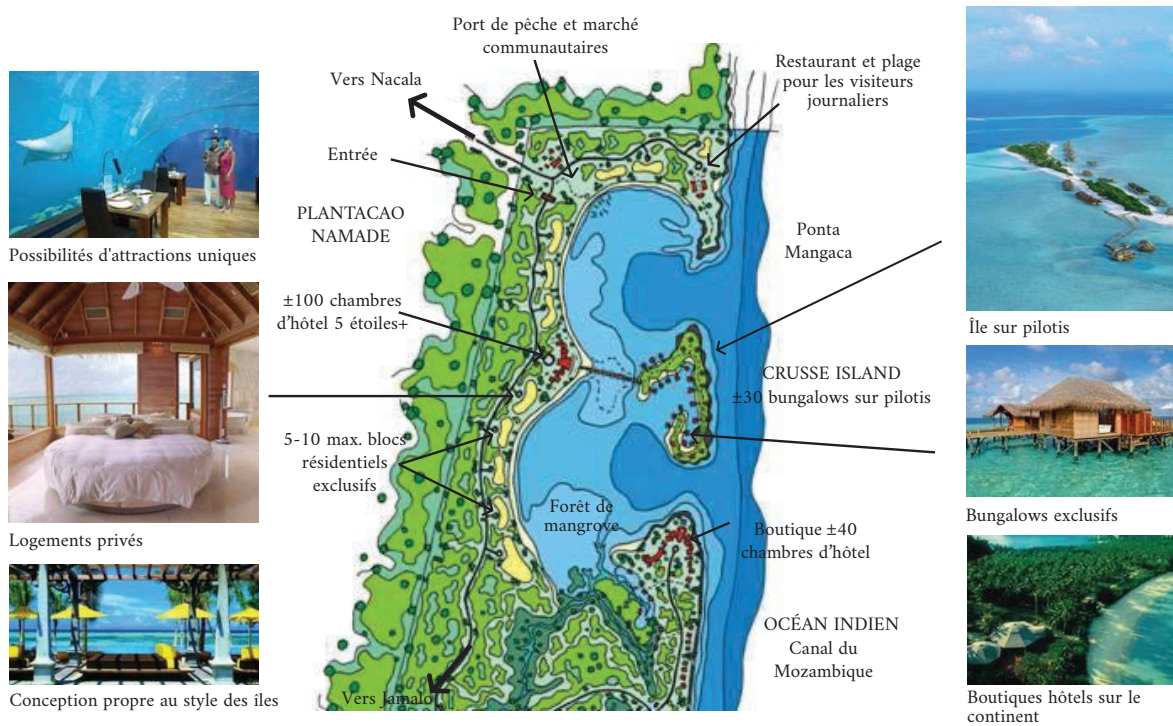 Port de pêche et marché
communautaires
Vers Nacala
Restaurant et plage
pour les visiteurs
journaliers
Entrée
PLANTACAO
NAMADE
Ponta
Mangaca
Possibilités d'attractions uniques
±100 chambres
d'hôtel 5 étoiles+
Île sur pilotis
CRUSSE ISLAND
±30 bungalows sur pilotis
5-10 max. blocs
résidentiels
exclusifs
Forêt de
mangrove
Boutique ±40
chambres d'hôtel
Logements privés
Bungalows exclusifs
OCÉAN INDIEN
Canal du
Mozambique
Vers Jamalo
Conception propre au style des îles
Boutiques hôtels sur le
continent